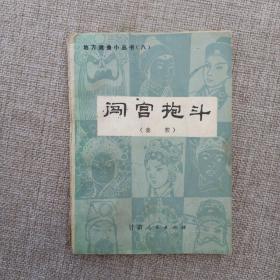 地方戏曲小丛书（八）
闯宫抱斗
（秦腔）
甘肃人民出版社